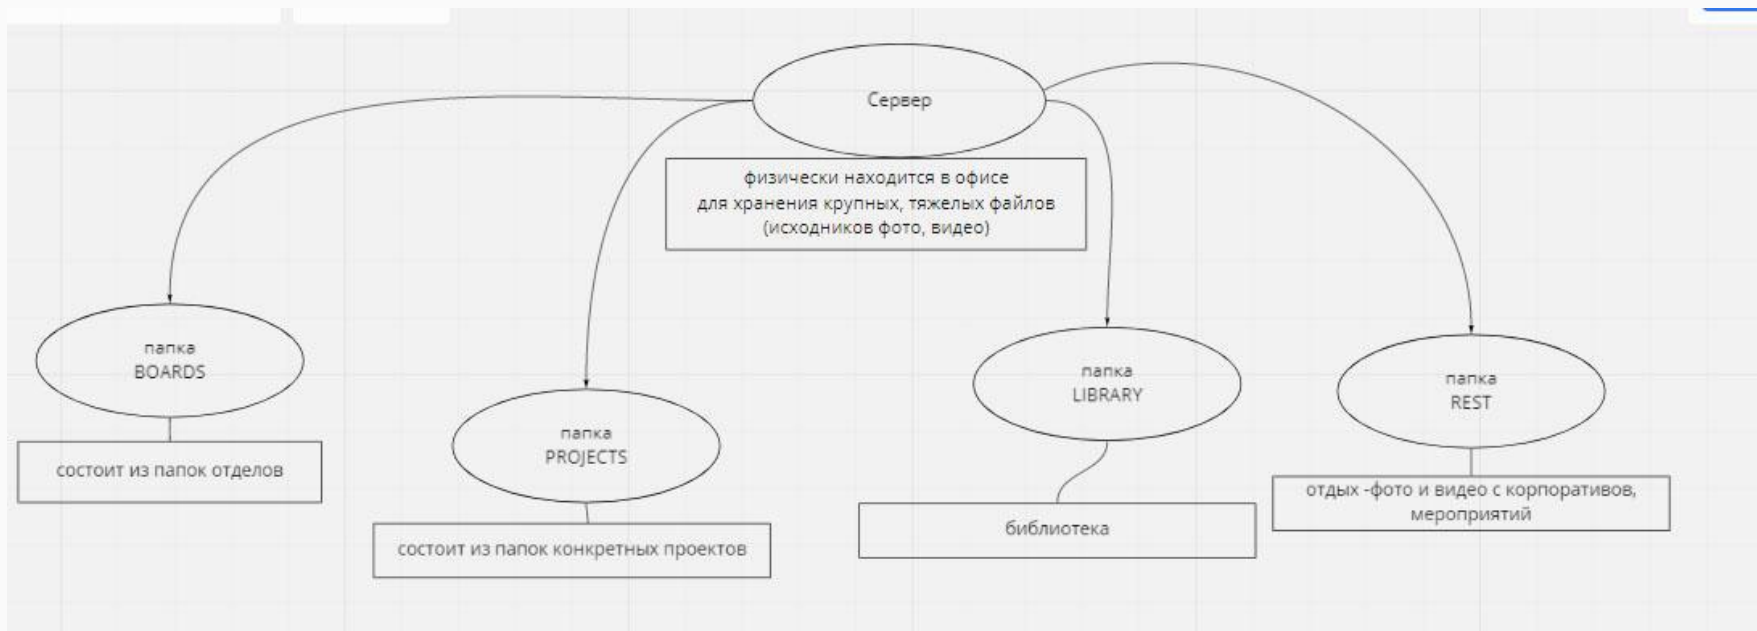 Сервер
физически находится в офисе
для хранения крупных, тяжелых файлов
(исходников фото, видео)
папка
BOARDS
состоит из папок отделов
папка
PROJECTS
состоит из папок конкретных проектов
папка
LIBRARY
библиотека
папка
REST
отдых -фото и видео с корпоративов,
мероприятий